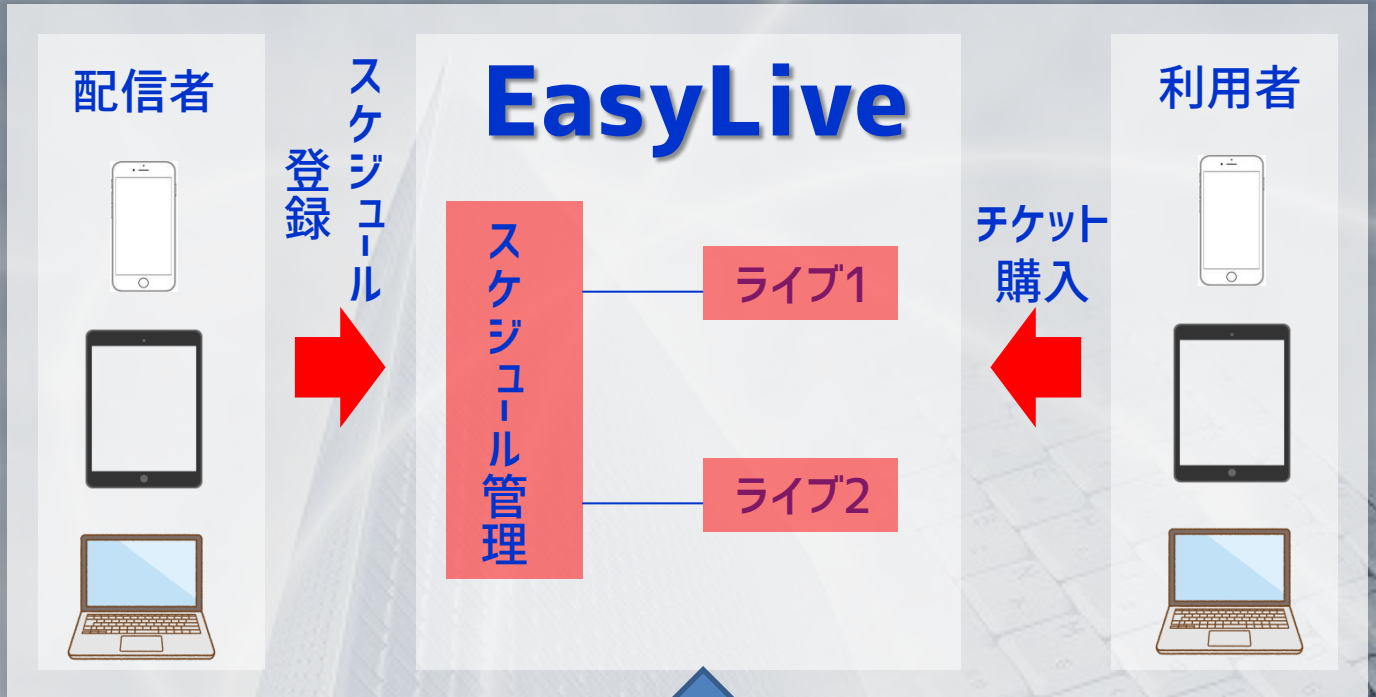 配信者
スケジュール
登録
EasyLive
スケジュール管理
ライブ1
ライブ2
チケット
購入
利用者